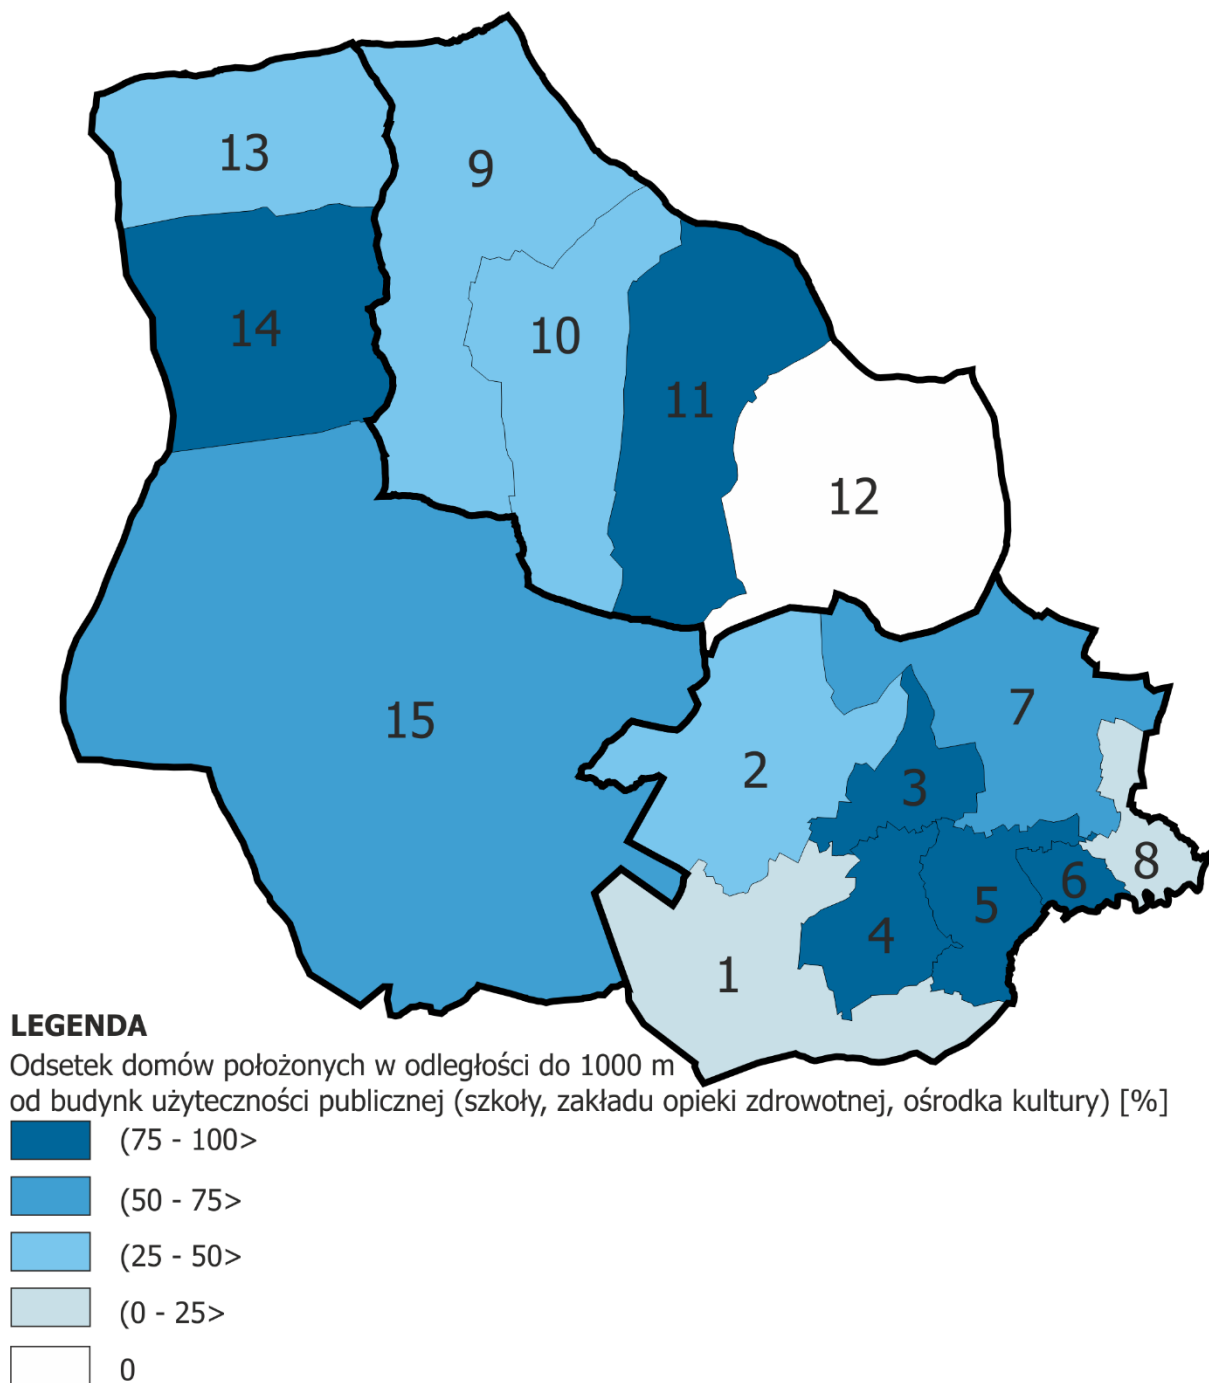 13
9
14
10
11
12
15
7
2
3
8
6
5
4
1
LEGENDA
Odsetek domów położonych w odległości do 1000 m
od budynk użyteczności publicznej (szkoły, zakładu opieki zdrowotnej, ośrodka kultury) [%]
(75 - 100>
(50 - 75>
(25 - 50>
(0 - 25>
0